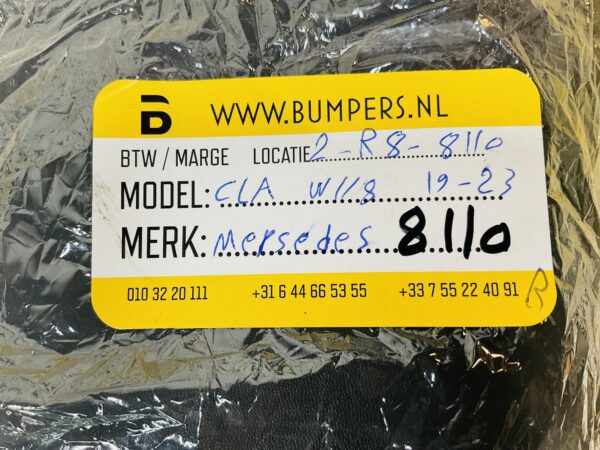 B WWW.BUMPERS.NL
BTW / MARGE LOCATIE 2-R8-8110
MODEL: CLA W118 19-23
MERK: Mersedes 8110
010 32 20 111 +31 6 44 66 53 55 +33 7 55 22 40 91